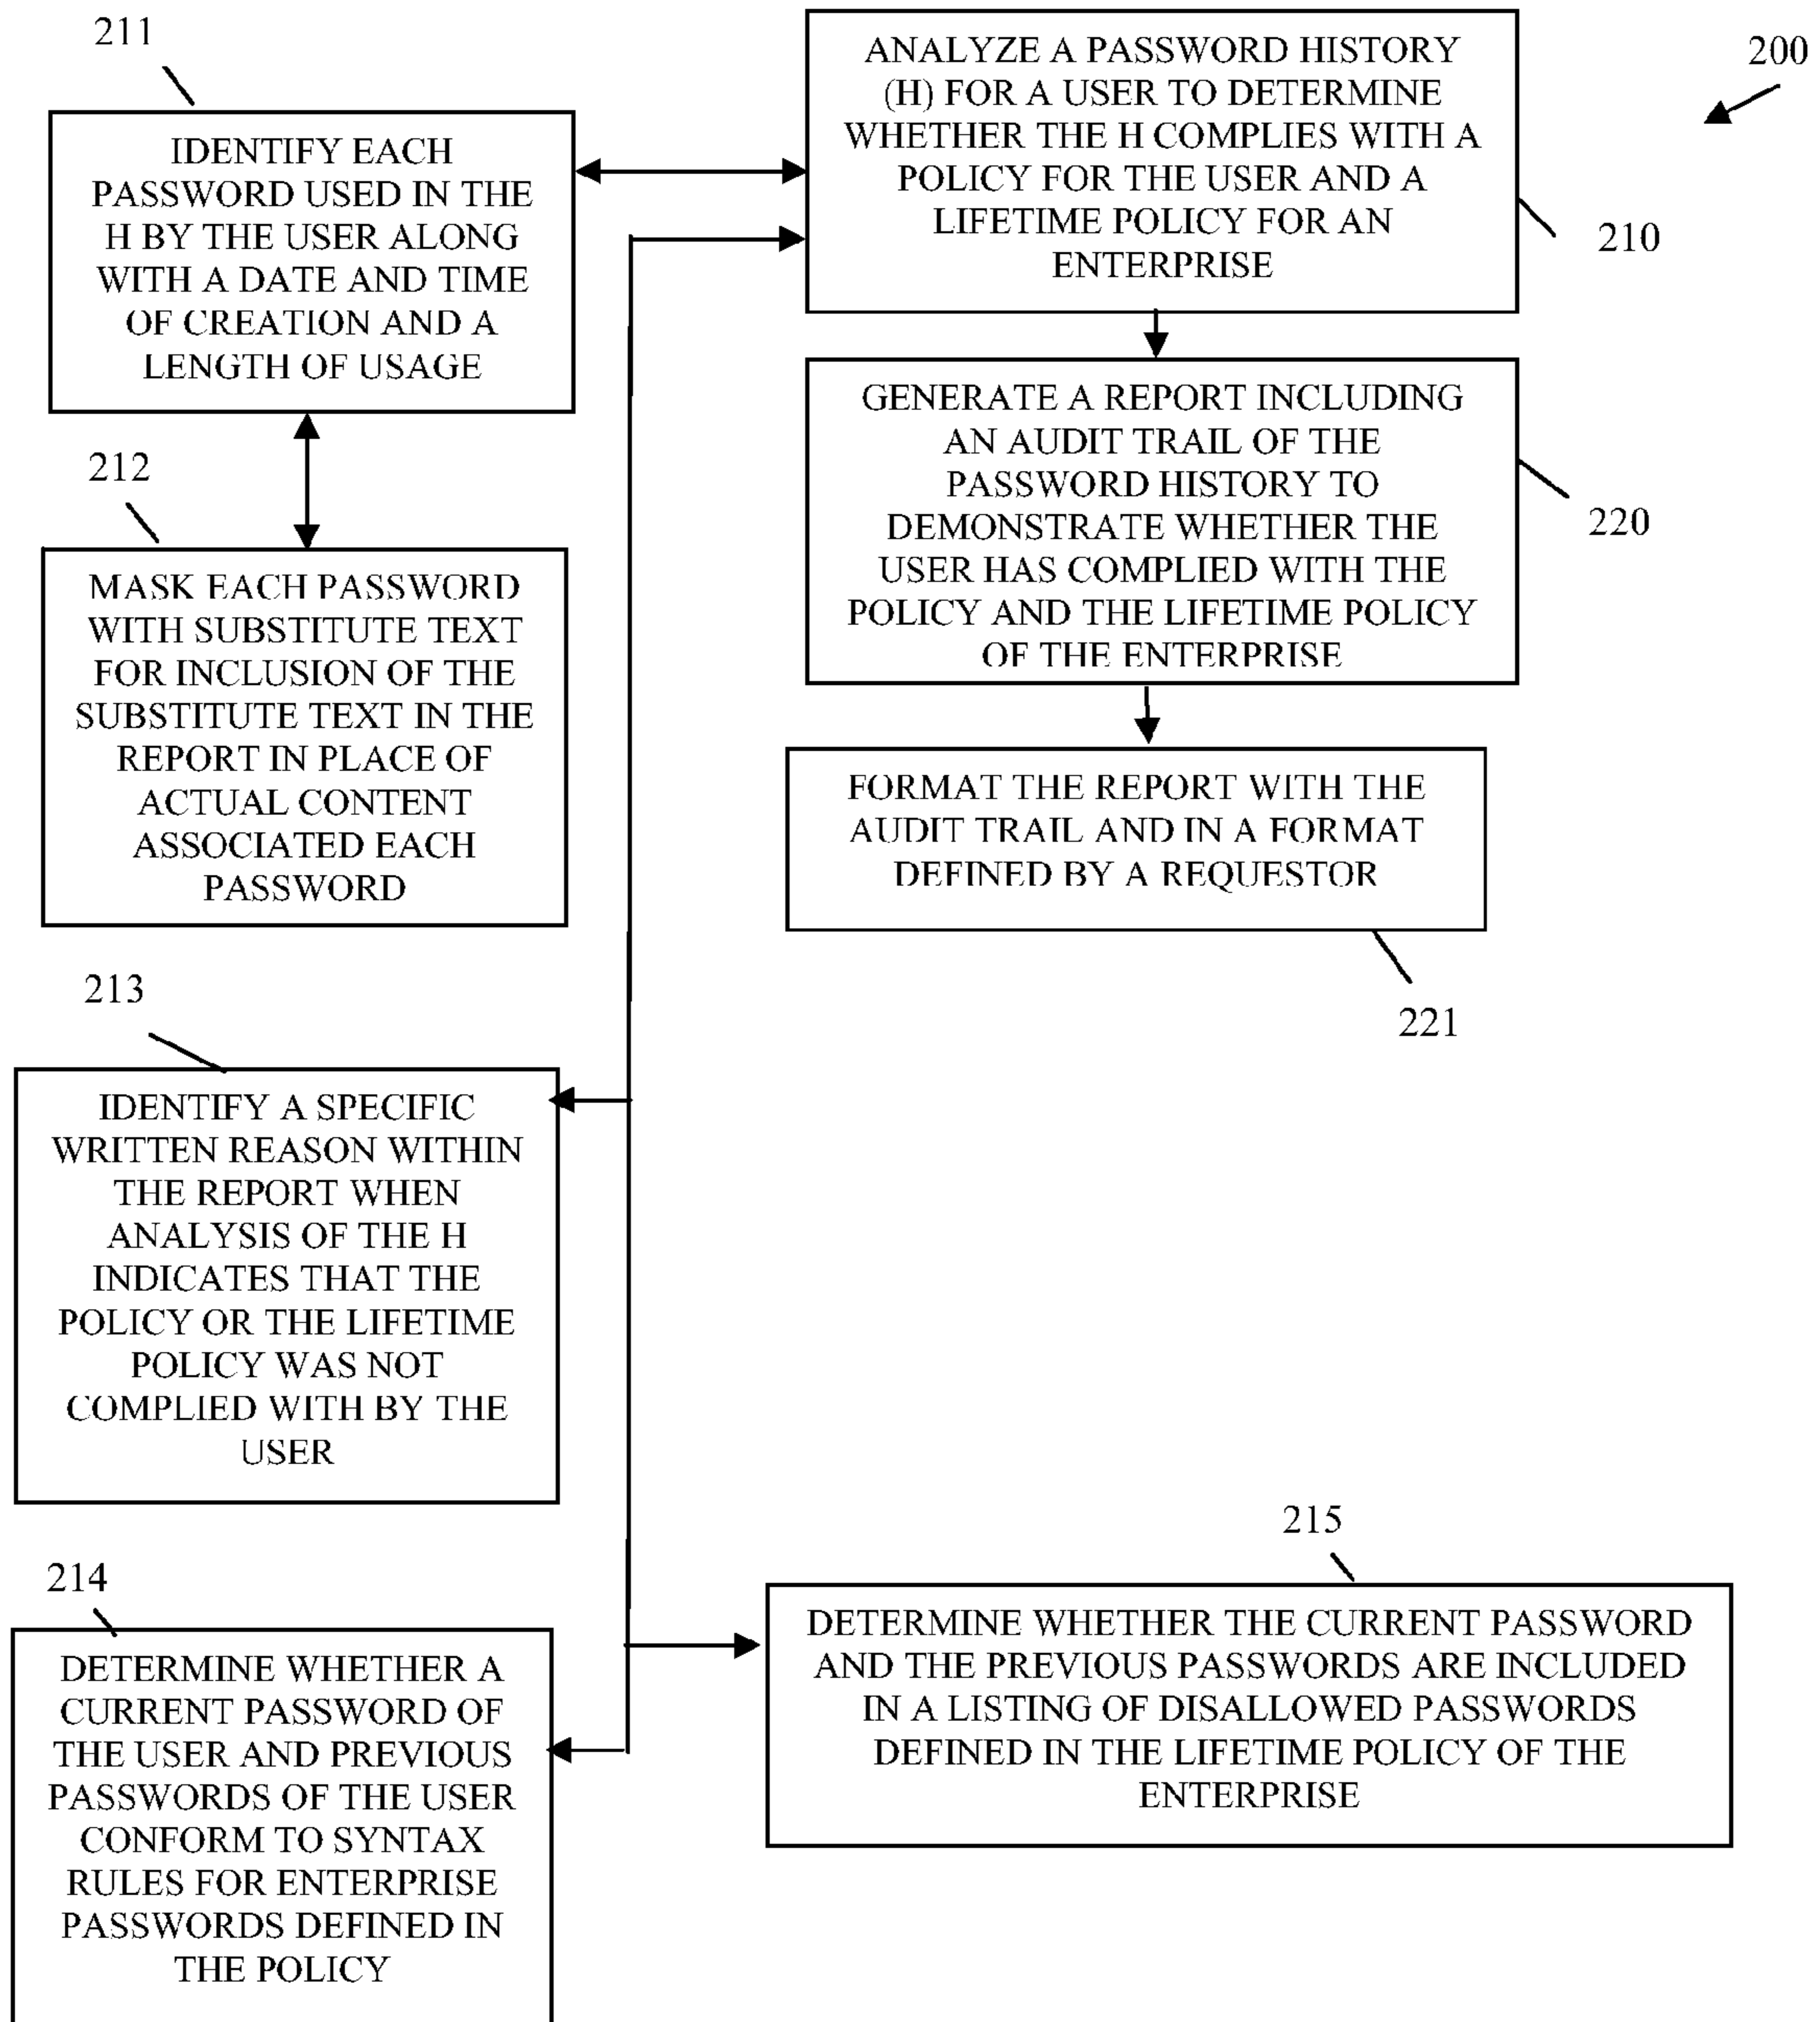 200
210
ANALYZE A PASSWORD HISTORY
(H) FOR A USER TO DETERMINE
WHETHER THE H COMPLIES WITH A
POLICY FOR THE USER AND A
LIFETIME POLICY FOR AN
ENTERPRISE
211
IDENTIFY EACH
PASSWORD USED IN THE
H BY THE USER ALONG
WITH A DATE AND TIME
OF CREATION AND A
LENGTH OF USAGE
212
MASK EACH PASSWORD
WITH SUBSTITUTE TEXT
FOR INCLUSION OF THE
SUBSTITUTE TEXT IN THE
REPORT IN PLACE OF
ACTUAL CONTENT
ASSOCIATED EACH
PASSWORD
220
GENERATE A REPORT INCLUDING
AN AUDIT TRAIL OF THE
PASSWORD HISTORY TO
DEMONSTRATE WHETHER THE
USER HAS COMPLIED WITH THE
POLICY AND THE LIFETIME POLICY
OF THE ENTERPRISE
FORMAT THE REPORT WITH THE
AUDIT TRAIL AND IN A FORMAT
DEFINED BY A REQUESTOR
221
213
IDENTIFY A SPECIFIC
WRITTEN REASON WITHIN
THE REPORT WHEN
ANALYSIS OF THE H
INDICATES THAT THE
POLICY OR THE LIFETIME
POLICY WAS NOT
COMPLIED WITH BY THE
USER
214
DETERMINE WHETHER A
CURRENT PASSWORD OF
THE USER AND PREVIOUS
PASSWORDS OF THE USER
CONFORM TO SYNTAX
RULES FOR ENTERPRISE
PASSWORDS DEFINED IN
THE POLICY
215
DETERMINE WHETHER THE CURRENT PASSWORD
AND THE PREVIOUS PASSWORDS ARE INCLUDED
IN A LISTING OF DISALLOWED PASSWORDS
DEFINED IN THE LIFETIME POLICY OF THE
ENTERPRISE